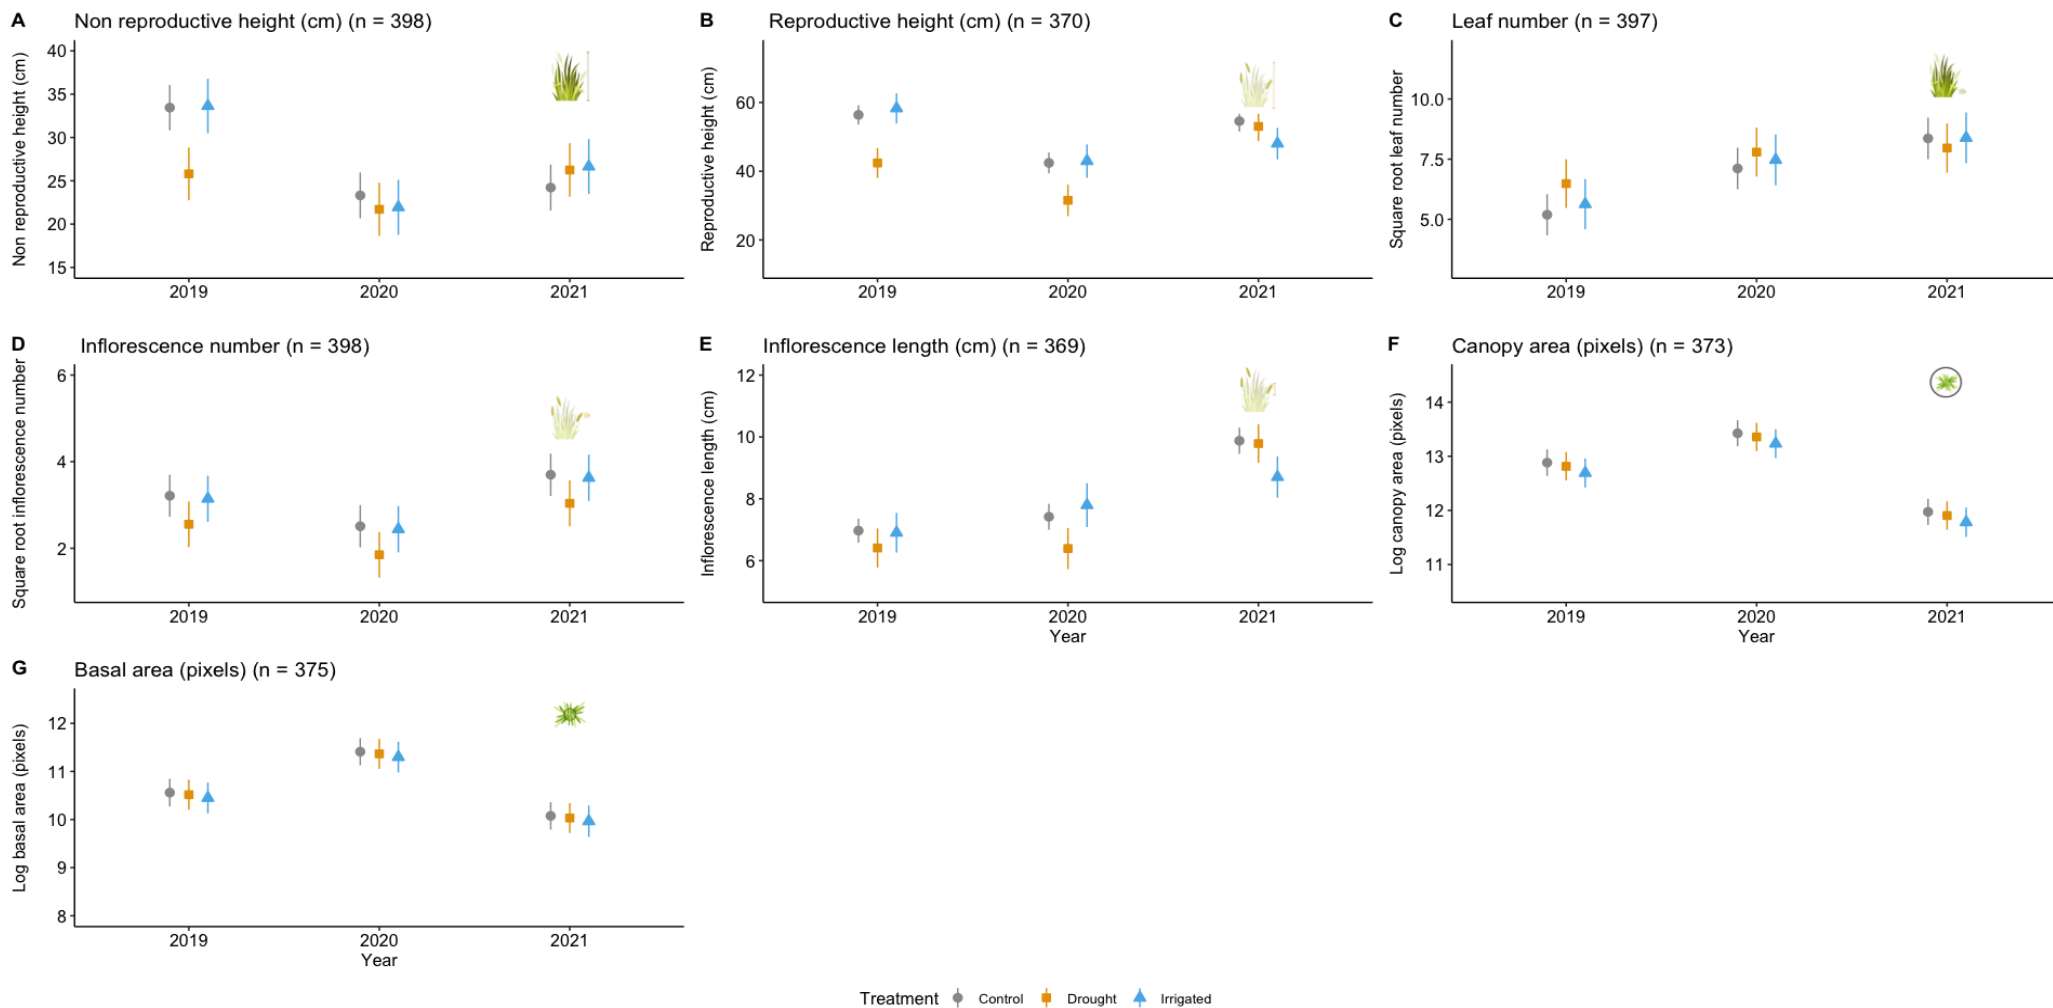 A Non reproductive height (cm) (n = 398)
Non reproductive height (cm)
40
35
30
25
20
15
2019 2020 2021
B Reproductive height (cm) (n = 370)
Reproductive height (cm)
60
40
20
2019 2020 2021
C Leaf number (n = 397)
Square root leaf number
10.0
7.5
5.0
2019 2020 2021
D Inflorescence number (n = 398)
Square root inflorescence number
6
4
2
2019 2020 2021
E Inflorescence length (cm) (n = 369)
Inflorescence length (cm)
12
10
8
6
2019 2020 2021
Year
F Canopy area (pixels) (n = 373)
Log canopy area (pixels)
14
13
12
11
2019 2020 2021
Year
G Basal area (pixels) (n = 375)
Log basal area (pixels)
12
11
10
9
8
2019 2020 2021
Year
Treatment Control Drought Irrigated